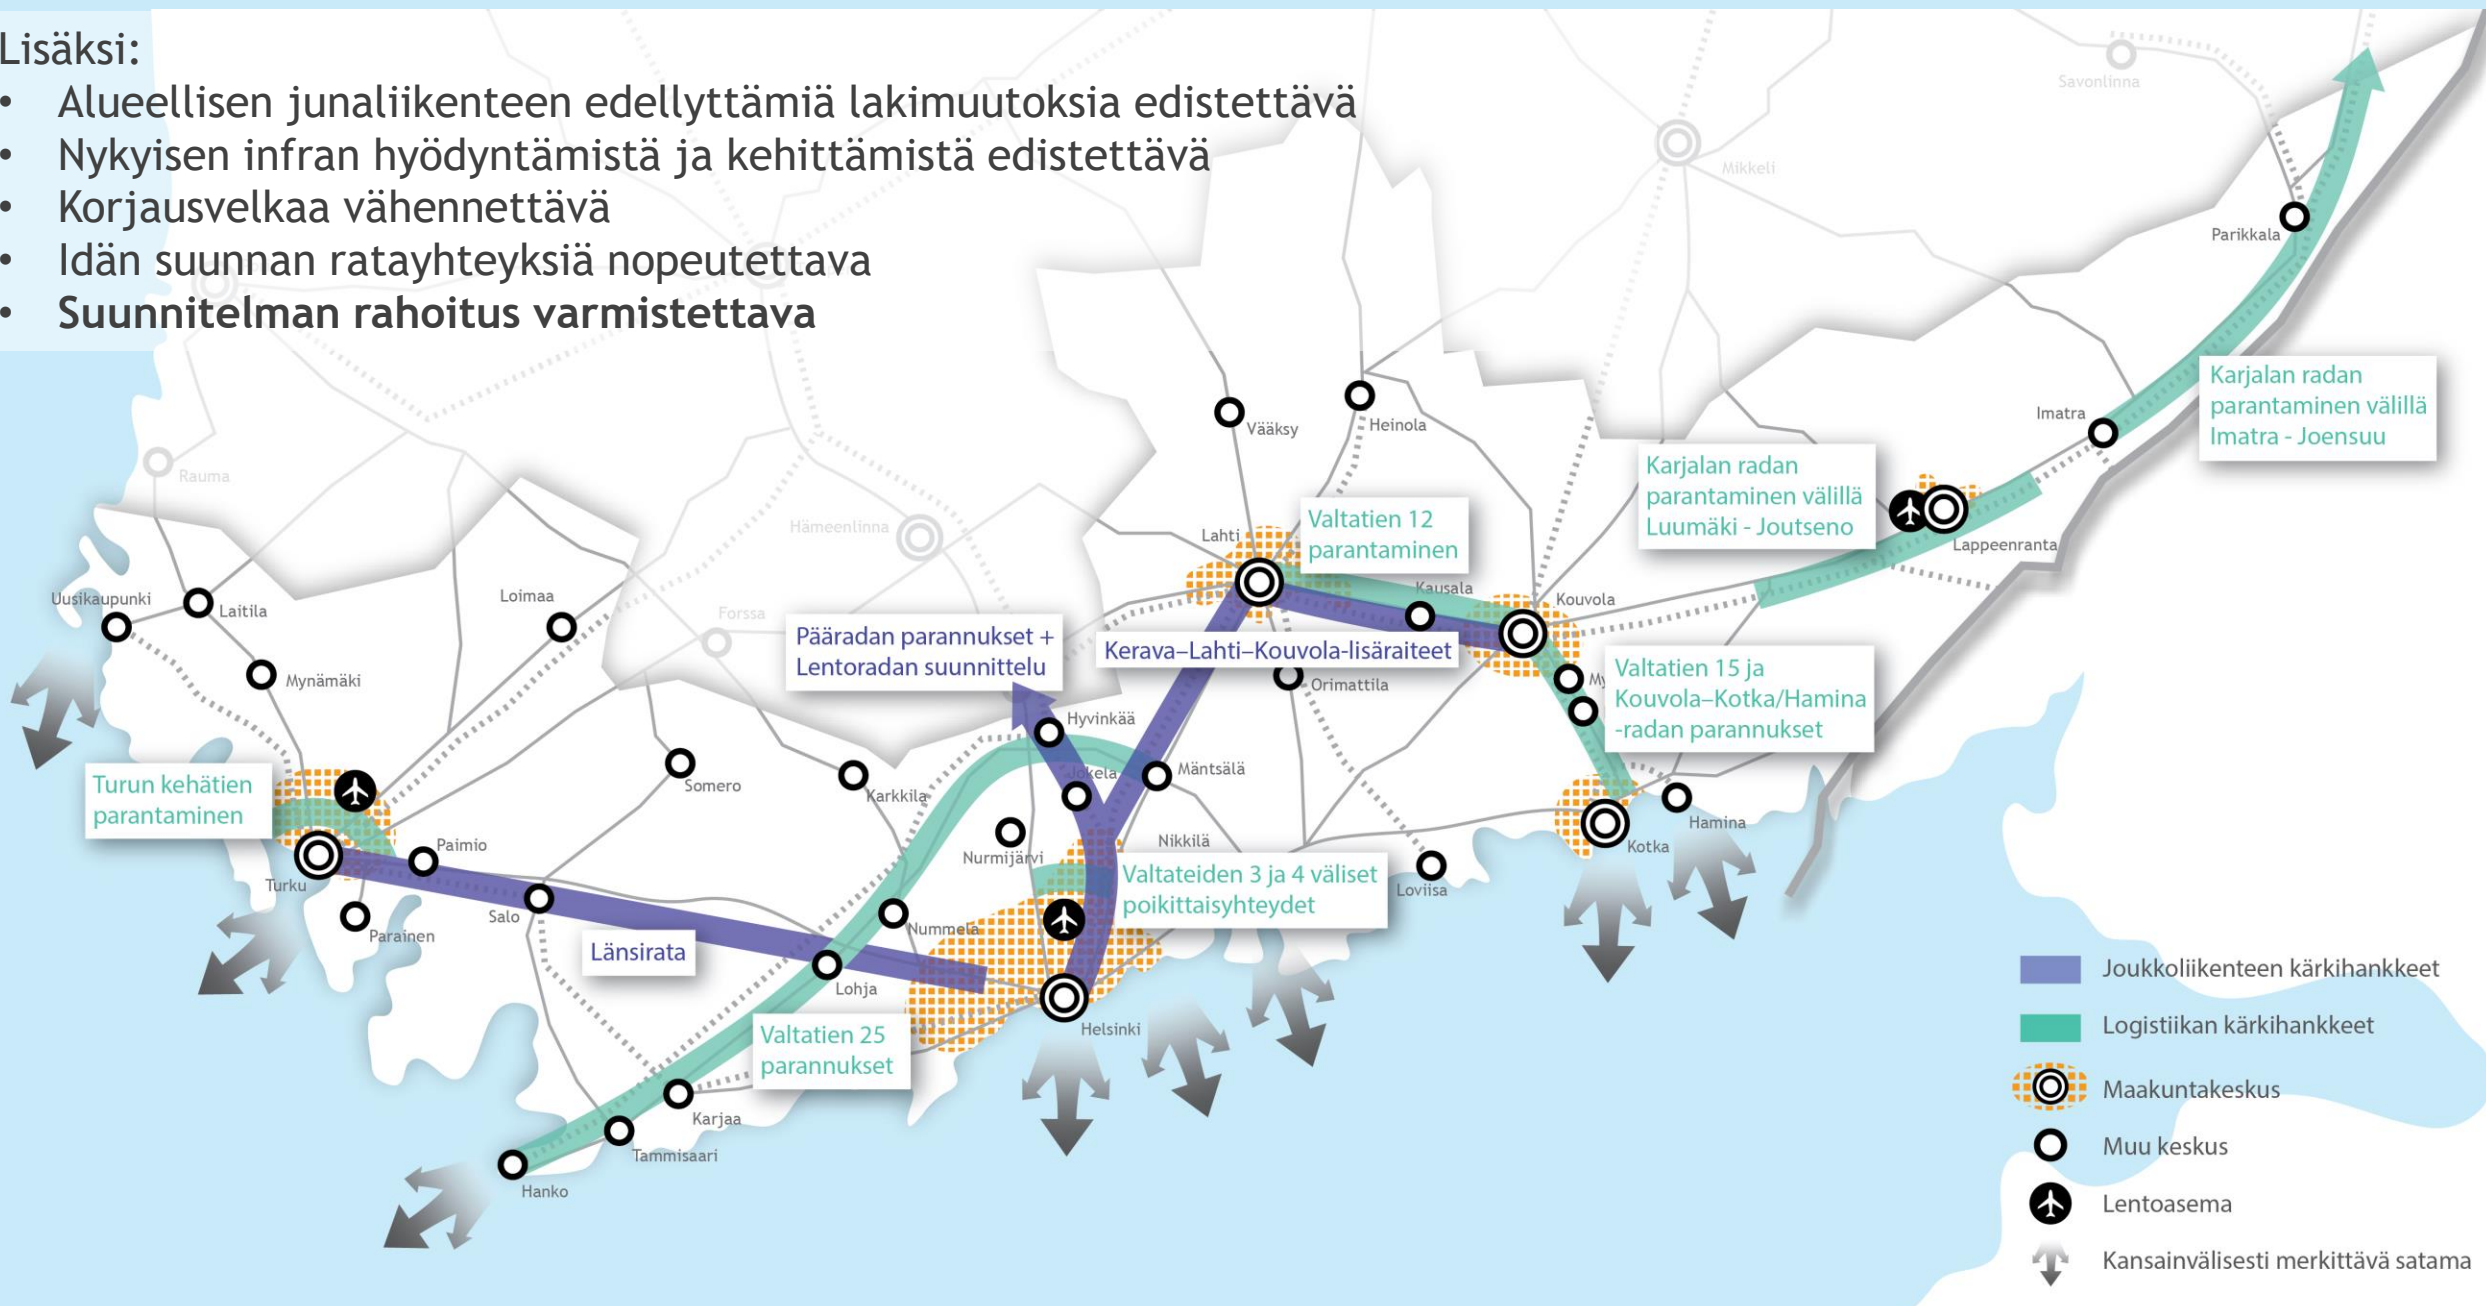 Lisäksi:
• Alueellisen junaliikenteen edellyttämiä lakimuutoksia edistettävä
• Nykyisen infran hyödyntämistä ja kehittämistä edistettävä
• Korjausvelkaa vähennettävä
• Idän suunnan ratayhteyksiä nopeutettava
• Suunnitelman rahoitus varmistettava
Savonlinna
Mikkeli
Parikkala
Karjalan radan
parantaminen välillä
Imatra - Joensuu
Imatra
Vääksy
Heinola
Rauma
Karjalan radan
parantaminen välillä
Luumäki - Joutseno
Lappeenranta
Hämeenlinna
Lahti
Valtatien 12
parantaminen
Kausala
Kouvola
Uusikaupunki
Laitila
Loimaa
Forssa
Pääradan parannukset +
Lentoradan suunnittelu
Kerava–Lahti–Kouvola-lisäraiteet
Orimattila
My
Valtatien 15 ja
Kouvola–Kotka/Hamina
-radan parannukset
Mynämäki
Hyvinkää
Jokela
Mäntsälä
Somero
Karkkila
Turun kehätien
parantaminen
Paimio
Turku
Nurmijärvi
Nikkilä
Hamina
Kotka
Valtateiden 3 ja 4 väliset
poikittaisyhteydet
Loviisa
Parainen
Salo
Nummela
Länsirata
Lohja
Helsinki
Valtatien 25
parannukset
Karjaa
Tammisaari
Hanko
Joukkoliikenteen kärkihankkeet
Logistiikan kärkihankkeet
Maakuntakeskus
Muu keskus
Lentoasema
Kansainvälisesti merkittävä satama